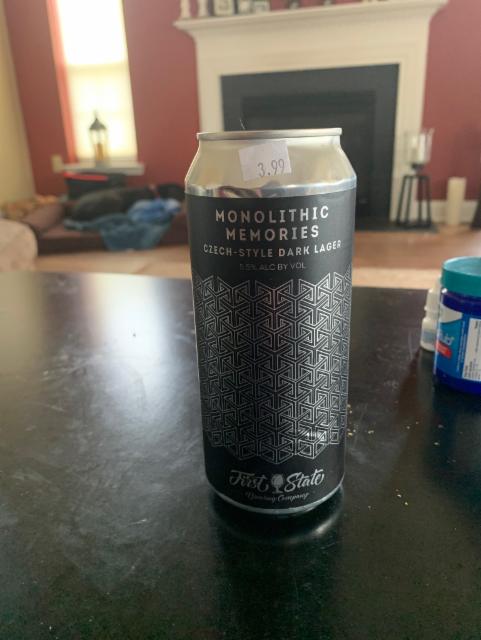 3.99
MONOLITHIC
MEMORIES
CZECH-STYLE DARK LAGER
5.5% ALC BY VOL
First State
Brewing Company